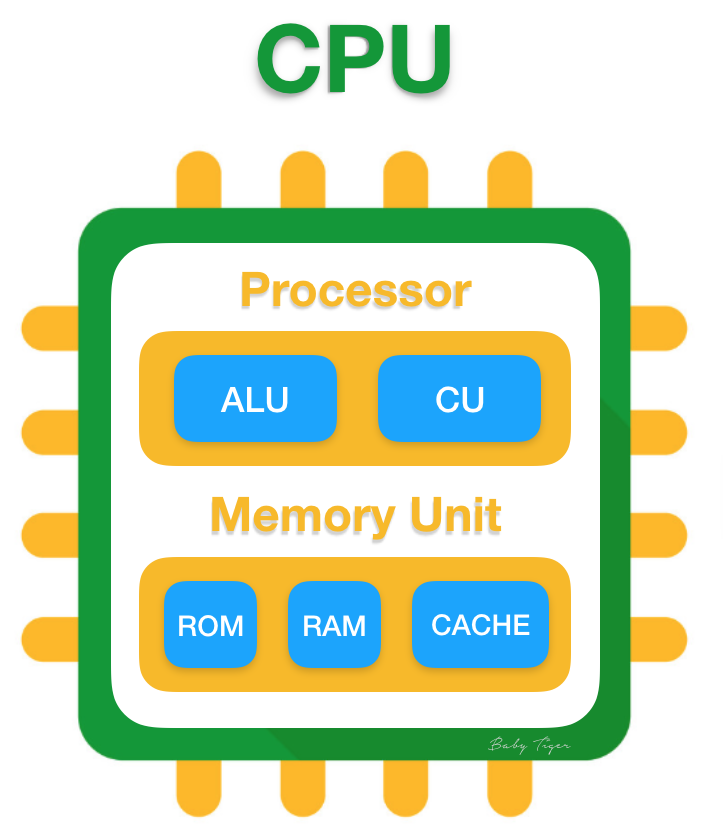 CPU
Processor
ALU CU
Memory Unit
ROM RAM CACHE
Baby Tiger